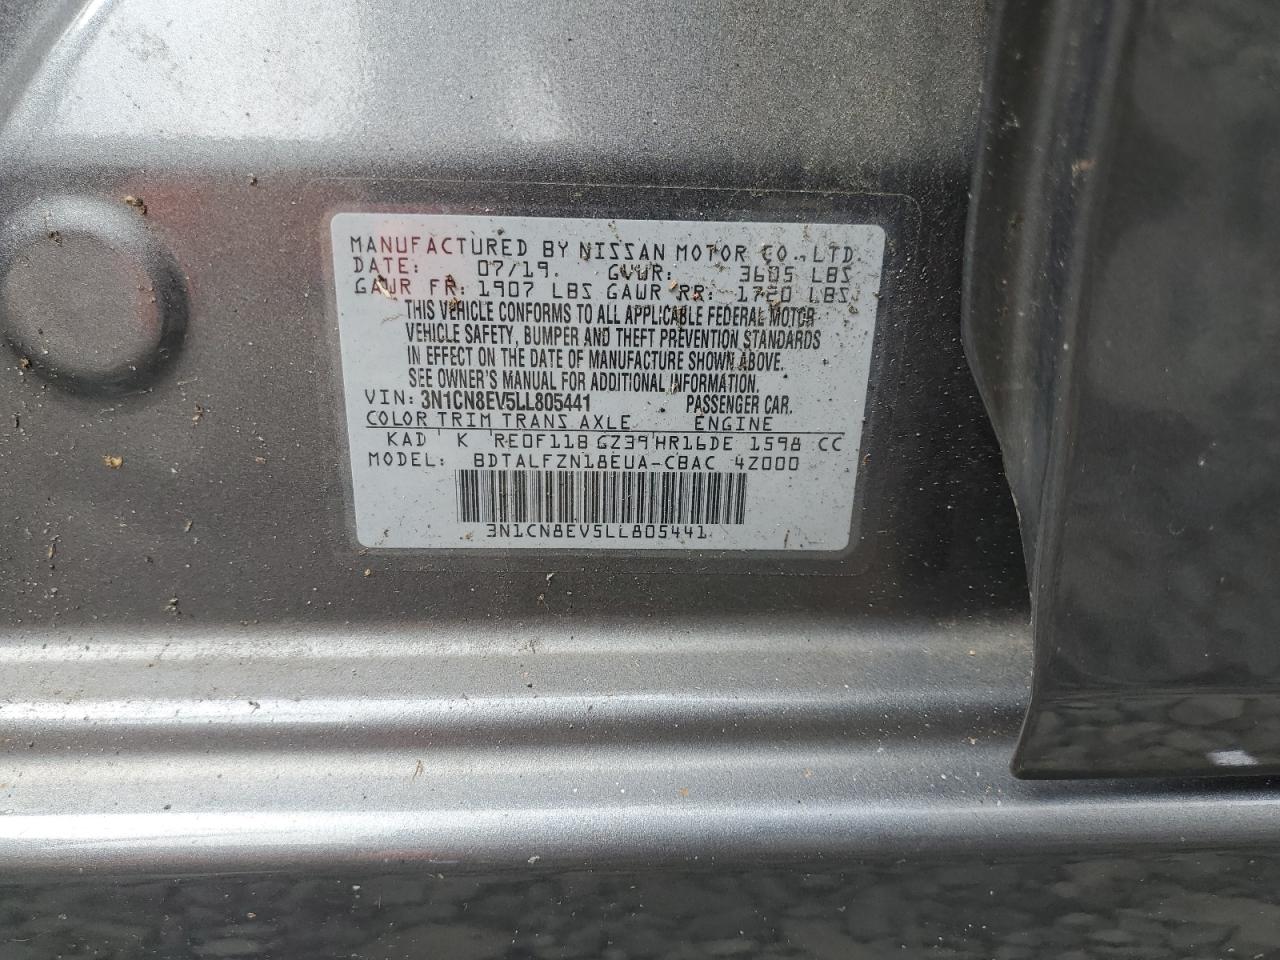 MANUFACTURED BY NISSAN MOTOR CO., LTD.
DATE: 07/19. GVWR: 3605 LBS
GAWR FR: 1907 LBS GAWR RR: 1720 LBS
THIS VEHICLE CONFORMS TO ALL APPLICABLE FEDERAL MOTOR
VEHICLE SAFETY, BUMPER AND THEFT PREVENTION STANDARDS
IN EFFECT ON THE DATE OF MANUFACTURE SHOWN ABOVE.
SEE OWNER'S MANUAL FOR ADDITIONAL INFORMATION.
VIN: 3N1CN8EV5LL805441 PASSENGER CAR.
COLOR TRIM TRANS AXLE ENGINE
KAD K RE0F11B GZ39 HR16DE 1598 CC
MODEL: BDTALFZN18EUA-CBAC 4Z000
3N1CN8EV5LL805441